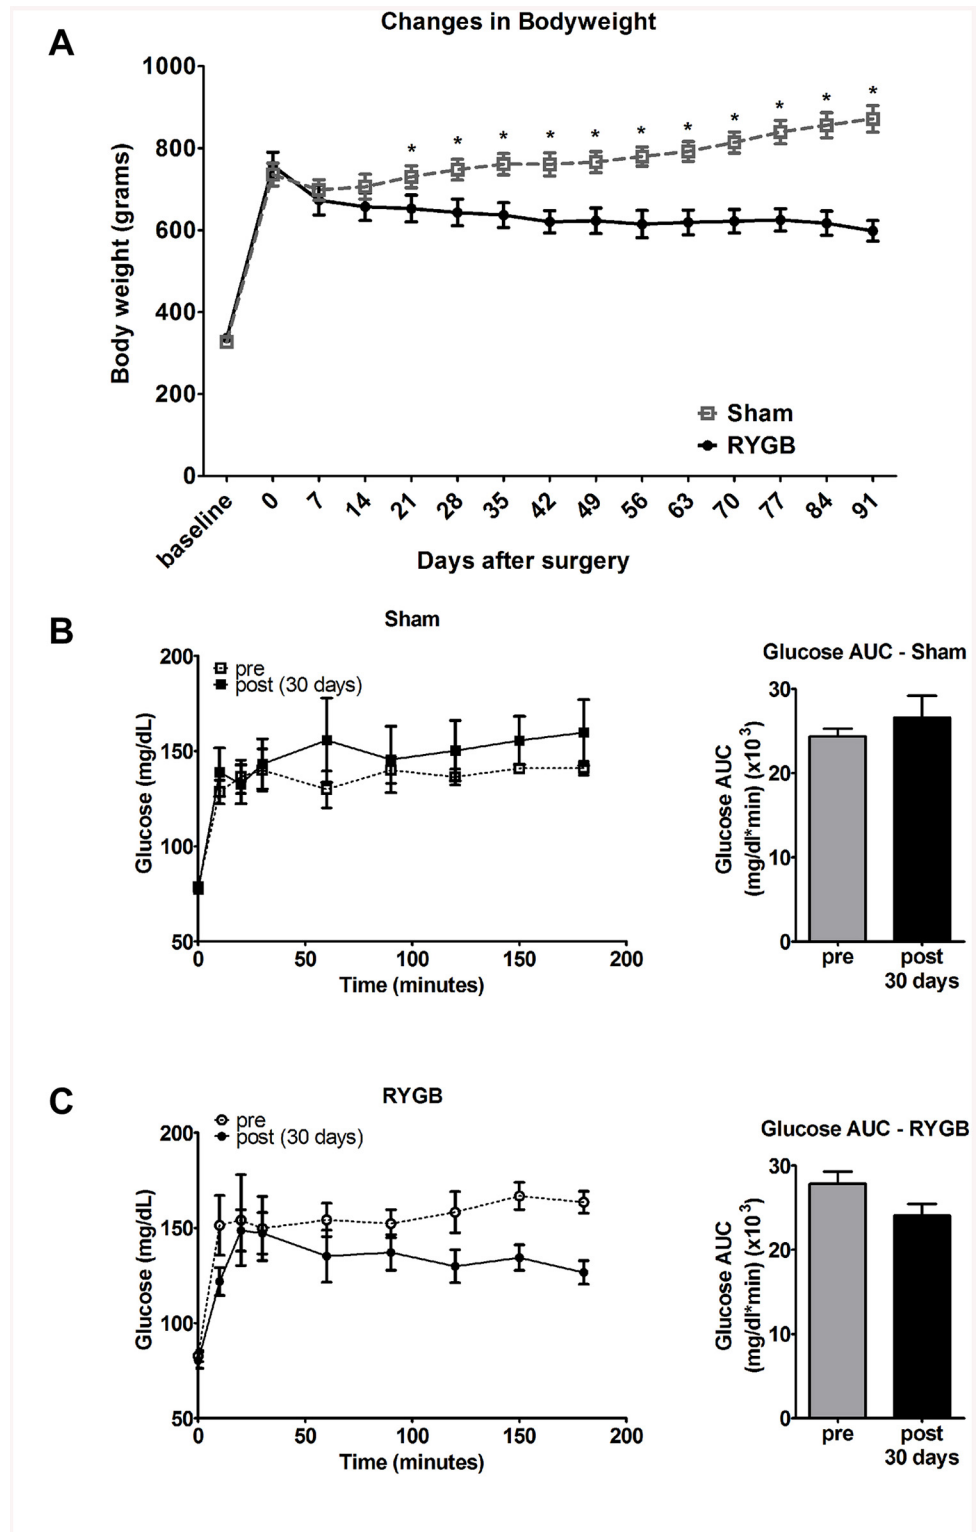 A
Changes in Bodyweight
1000
800
600
400
200
0
Body weight (grams)
* * * * * * * * * * *
Sham
RYGB
baseline 0 7 14 21 28 35 42 49 56 63 70 77 84 91
Days after surgery
B
Sham
pre
post (30 days)
200
150
100
50
Glucose (mg/dL)
0 50 100 150 200
Time (minutes)
Glucose AUC - Sham
30
20
10
0
Glucose AUC
(mg/dl*min) (x10³)
pre post
30 days
C
RYGB
pre
post (30 days)
200
150
100
50
Glucose (mg/dL)
0 50 100 150 200
Time (minutes)
Glucose AUC - RYGB
30
20
10
0
Glucose AUC
(mg/dl*min) (x10³)
pre post
30 days